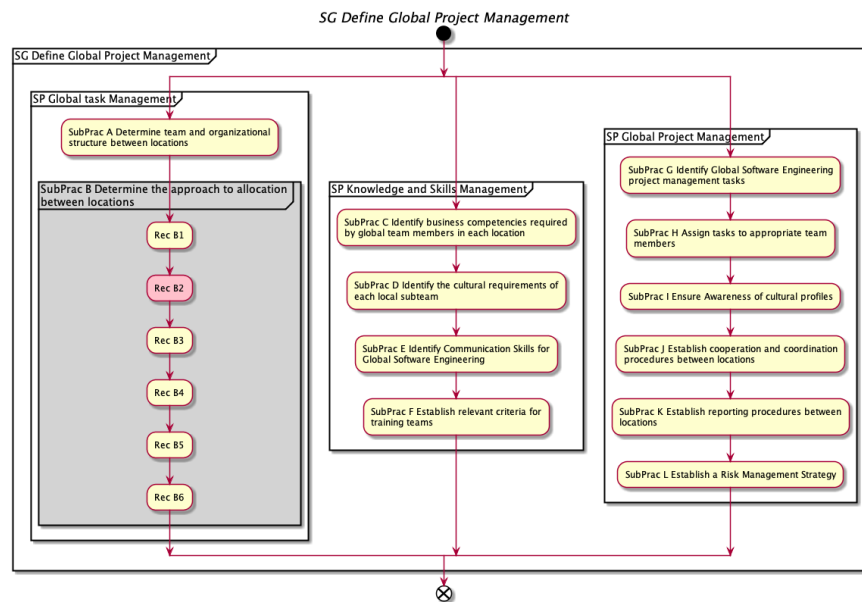 SG Define Global Project Management
SG Define Global Project Management
SP Global task Management
SubPrac A Determine team and organizational
structure between locations
SubPrac B Determine the approach to allocation
between locations
Rec B1
Rec B2
Rec B3
Rec B4
Rec B5
Rec B6
SP Knowledge and Skills Management
SubPrac C Identify business competencies required
by global team members in each location
SubPrac D Identify the cultural requirements of
each local subteam
SubPrac E Identify Communication Skills for
Global Software Engineering
SubPrac F Establish relevant criteria for
training teams
SP Global Project Management
SubPrac G Identify Global Software Engineering
project management tasks
SubPrac H Assign tasks to appropriate team
members
SubPrac I Ensure Awareness of cultural profiles
SubPrac J Establish cooperation and coordination
procedures between locations
SubPrac K Establish reporting procedures between
locations
SubPrac L Establish a Risk Management Strategy